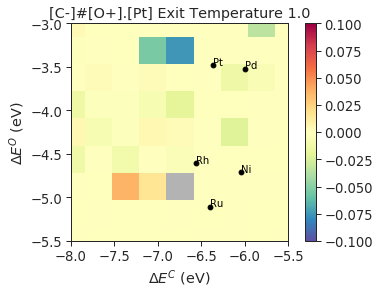 [C-]#[O+].[Pt] Exit Temperature 1.0
−3.0
−3.5
−4.0
−4.5
−5.0
−5.5
ΔE^O (eV)
Pt
Pd
Rh
Ni
Ru
−8.0 −7.5 −7.0 −6.5 −6.0 −5.5
ΔE^C (eV)
0.100
0.075
0.050
0.025
0.000
−0.025
−0.050
−0.075
−0.100